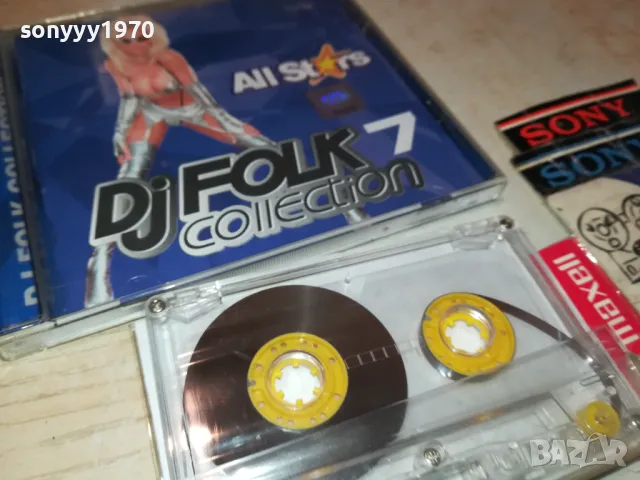 sonyyy1970
All Stars
Dj FOLK 7
collection
DJ FOLK COLLECTION
SONY
SONY
maxell
BAZAR